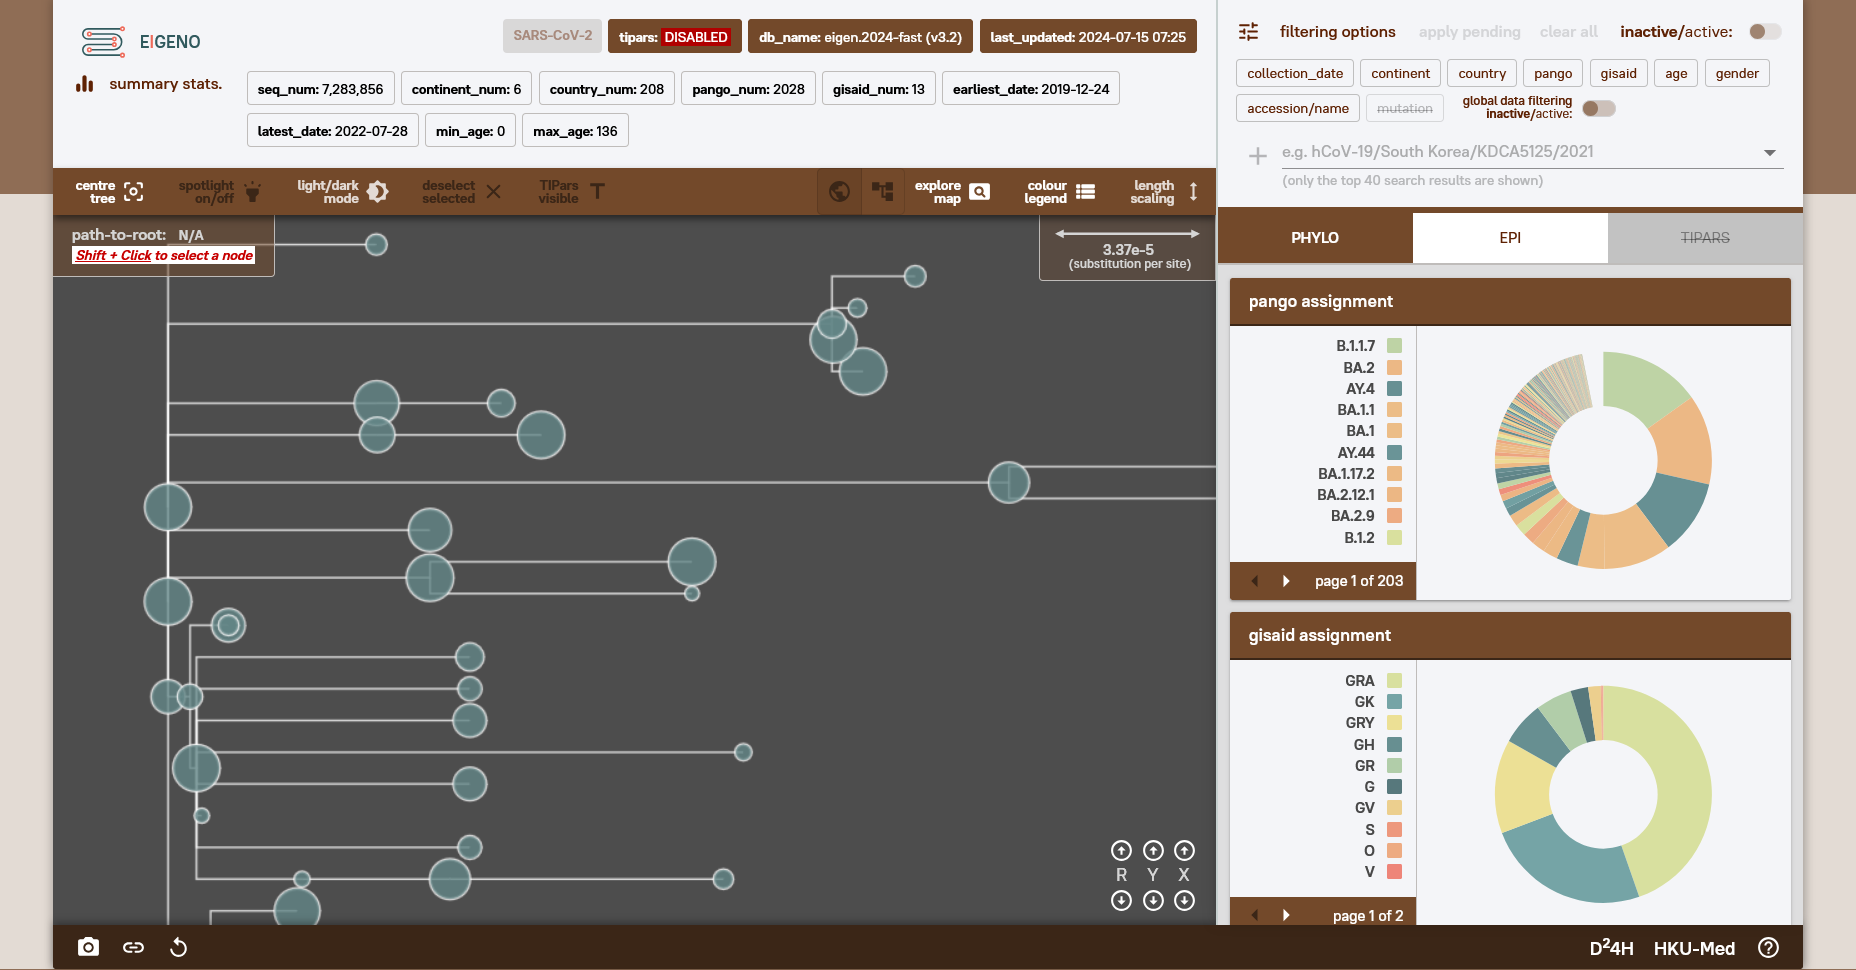 EIGENO
SARS-CoV-2
tipars: DISABLED
db_name: eigen.2024-fast (v3.2)
last_updated: 2024-07-15 07:25
summary stats.
seq_num: 7,283,856
continent_num: 6
country_num: 208
pango_num: 2028
gisaid_num: 13
earliest_date: 2019-12-24
latest_date: 2022-07-28
min_age: 0
max_age: 136
centre
tree
spotlight
on/off
light/dark
mode
deselect
selected
TIPars
visible
explore
map
colour
legend
length
scaling
path-to-root: N/A
Shift + Click to select a node
3.37e-5
(substitution per site)
R Y X
filtering options
apply pending
clear all
inactive/active:
collection_date
continent
country
pango
gisaid
age
gender
accession/name
mutation
global data filtering
inactive/active:
e.g. hCoV-19/South Korea/KDCA5125/2021
(only the top 40 search results are shown)
PHYLO
EPI
TIPARS
pango assignment
B.1.1.7
BA.2
AY.4
BA.1.1
BA.1
AY.44
BA.1.17.2
BA.2.12.1
BA.2.9
B.1.2
page 1 of 203
gisaid assignment
GRA
GK
GRY
GH
GR
G
GV
S
O
V
page 1 of 2
D²4H
HKU-Med